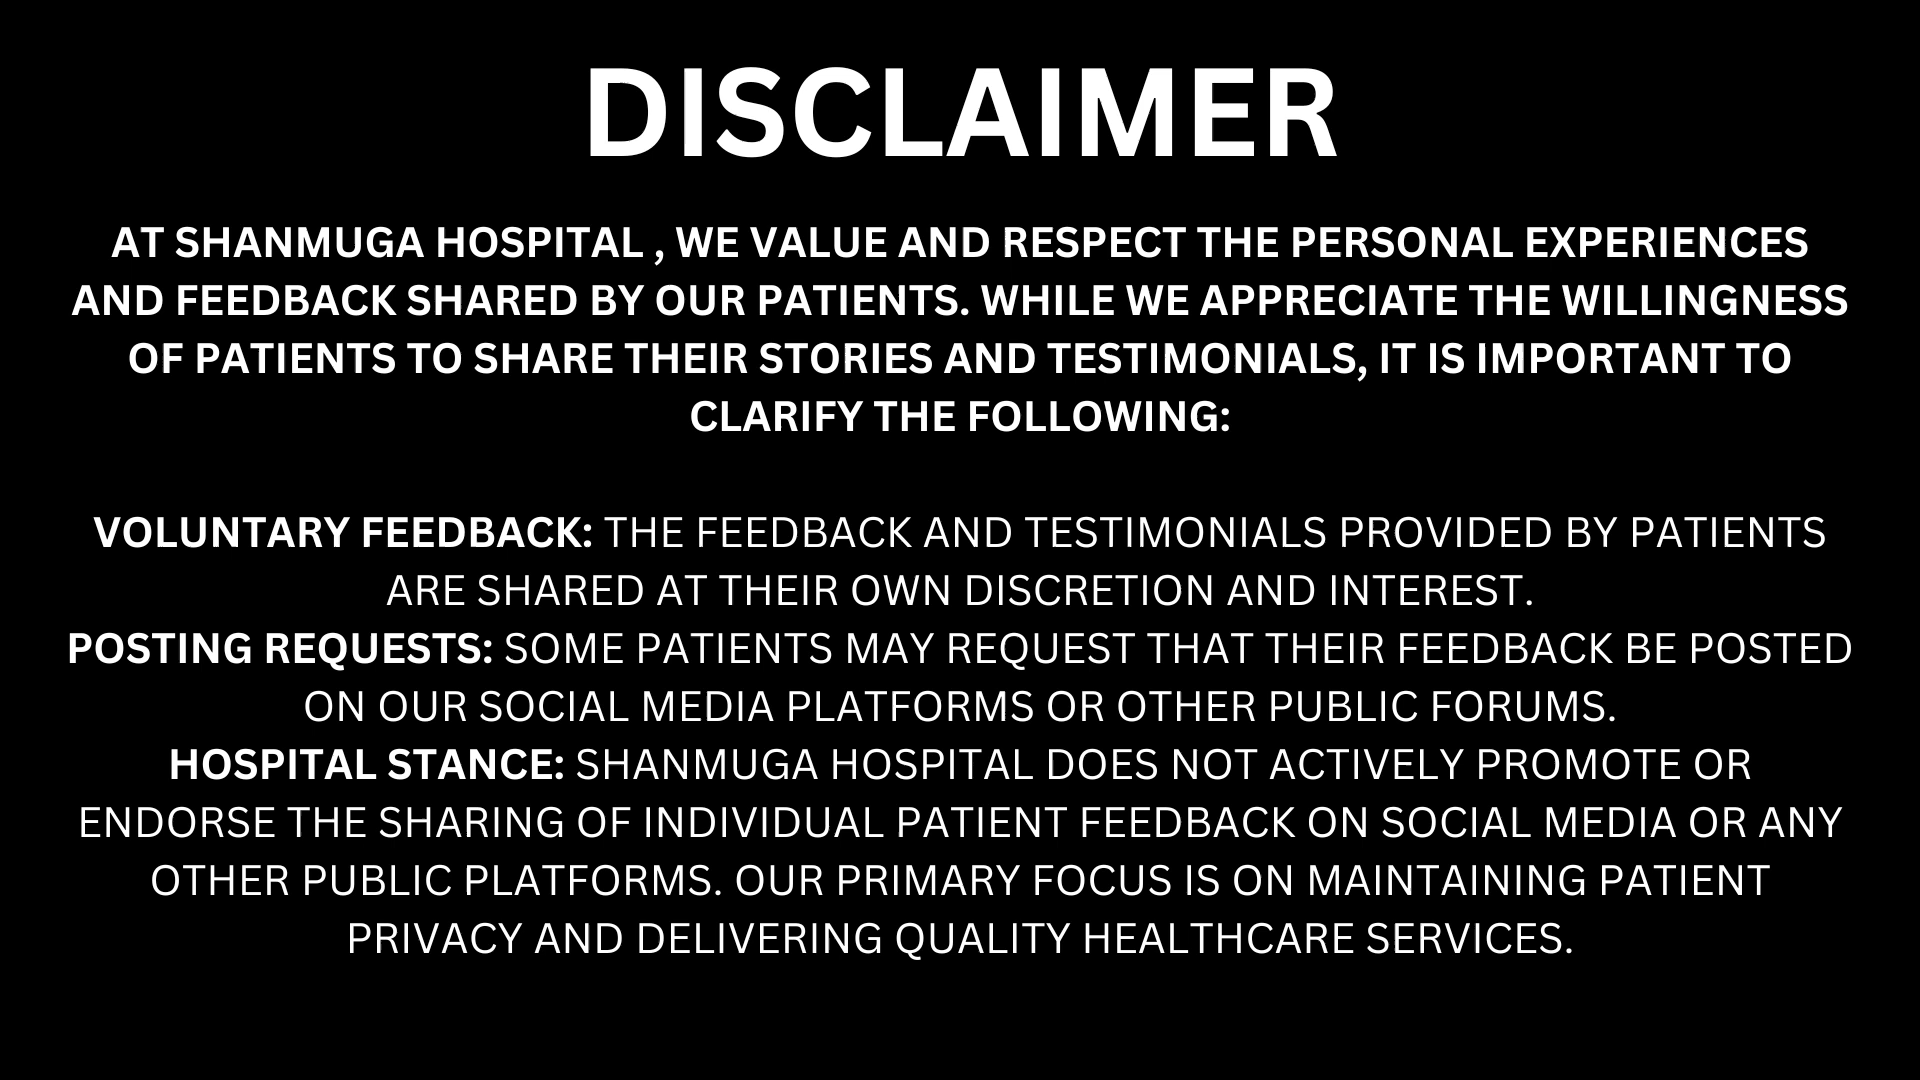 DISCLAIMER
AT SHANMUGA HOSPITAL , WE VALUE AND RESPECT THE PERSONAL EXPERIENCES
AND FEEDBACK SHARED BY OUR PATIENTS. WHILE WE APPRECIATE THE WILLINGNESS
OF PATIENTS TO SHARE THEIR STORIES AND TESTIMONIALS, IT IS IMPORTANT TO
CLARIFY THE FOLLOWING:
VOLUNTARY FEEDBACK: THE FEEDBACK AND TESTIMONIALS PROVIDED BY PATIENTS
ARE SHARED AT THEIR OWN DISCRETION AND INTEREST.
POSTING REQUESTS: SOME PATIENTS MAY REQUEST THAT THEIR FEEDBACK BE POSTED
ON OUR SOCIAL MEDIA PLATFORMS OR OTHER PUBLIC FORUMS.
HOSPITAL STANCE: SHANMUGA HOSPITAL DOES NOT ACTIVELY PROMOTE OR
ENDORSE THE SHARING OF INDIVIDUAL PATIENT FEEDBACK ON SOCIAL MEDIA OR ANY
OTHER PUBLIC PLATFORMS. OUR PRIMARY FOCUS IS ON MAINTAINING PATIENT
PRIVACY AND DELIVERING QUALITY HEALTHCARE SERVICES.